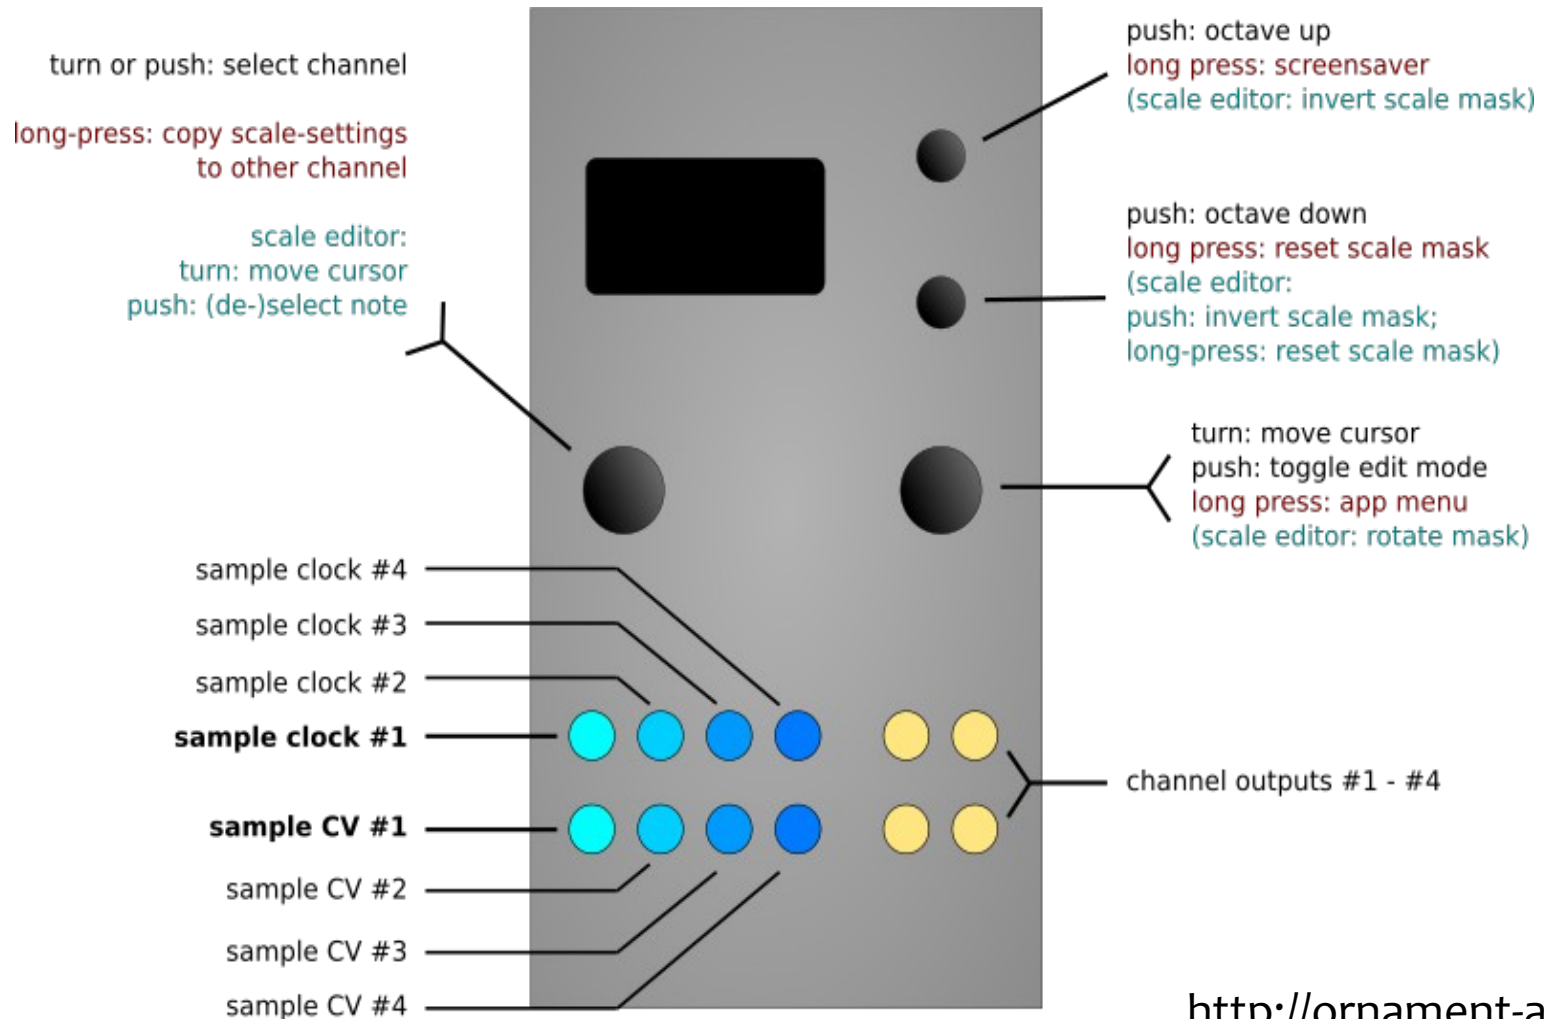 turn or push: select channel
long-press: copy scale-settings
to other channel
scale editor:
turn: move cursor
push: (de-)select note
push: octave up
long press: screensaver
(scale editor: invert scale mask)
push: octave down
long press: reset scale mask
(scale editor:
push: invert scale mask;
long-press: reset scale mask)
turn: move cursor
push: toggle edit mode
long press: app menu
(scale editor: rotate mask)
sample clock #4
sample clock #3
sample clock #2
sample clock #1
sample CV #1
sample CV #2
sample CV #3
sample CV #4
channel outputs #1 - #4
http://ornament-a